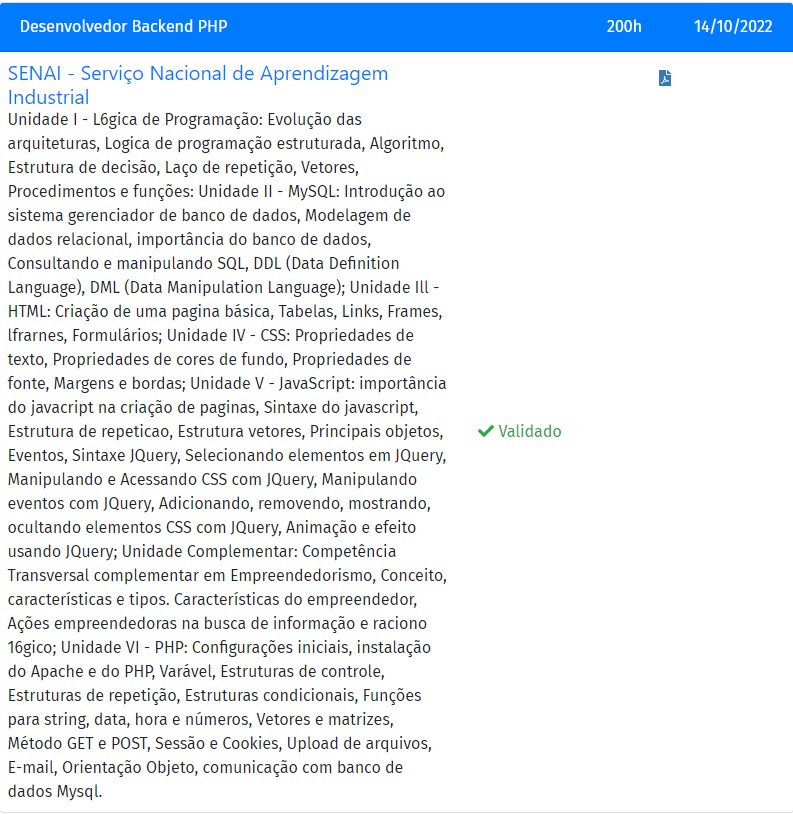 Desenvolvedor Backend PHP 200h 14/10/2022
SENAI - Serviço Nacional de Aprendizagem
Industrial
Unidade I - L6gica de Programação: Evolução das
arquiteturas, Logica de programação estruturada, Algoritmo,
Estrutura de decisão, Laço de repetição, Vetores,
Procedimentos e funções: Unidade II - MySQL: Introdução ao
sistema gerenciador de banco de dados, Modelagem de
dados relacional, importância do banco de dados,
Consultando e manipulando SQL, DDL (Data Definition
Language), DML (Data Manipulation Language); Unidade Ill -
HTML: Criação de uma pagina básica, Tabelas, Links, Frames,
lfrarnes, Formulários; Unidade IV - CSS: Propriedades de
texto, Propriedades de cores de fundo, Propriedades de
fonte, Margens e bordas; Unidade V - JavaScript: importância
do javacript na criação de paginas, Sintaxe do javascript,
Estrutura de repeticao, Estrutura vetores, Principais objetos,
Eventos, Sintaxe JQuery, Selecionando elementos em JQuery,
Manipulando e Acessando CSS com JQuery, Manipulando
eventos com JQuery, Adicionando, removendo, mostrando,
ocultando elementos CSS com JQuery, Animação e efeito
usando JQuery; Unidade Complementar: Competência
Transversal complementar em Empreendedorismo, Conceito,
características e tipos. Características do empreendedor,
Ações empreendedoras na busca de informação e raciono
16gico; Unidade VI - PHP: Configurações iniciais, instalação
do Apache e do PHP, Varável, Estruturas de controle,
Estruturas de repetição, Estruturas condicionais, Funções
para string, data, hora e números, Vetores e matrizes,
Método GET e POST, Sessão e Cookies, Upload de arquivos,
E-mail, Orientação Objeto, comunicação com banco de
dados Mysql.
Validado